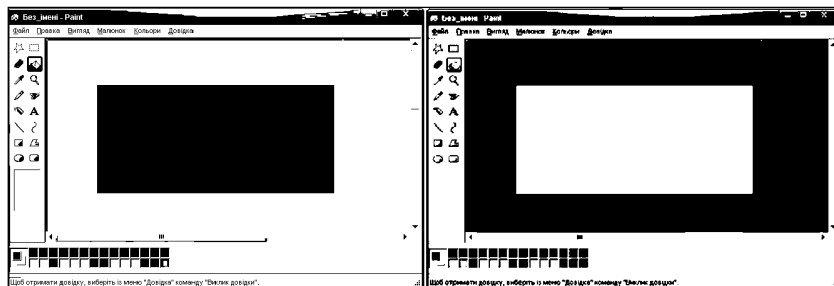 Без_імені - Paint
Файл Правка Вигляд Малюнок Кольори Довідка
A
Щоб отримати довідку, виберіть із меню "Довідка" команду "Виклик довідки".
Без_імені - Paint
Файл Правка Вигляд Малюнок Кольори Довідка
A
Щоб отримати довідку, виберіть із меню "Довідка" команду "Виклик довідки".